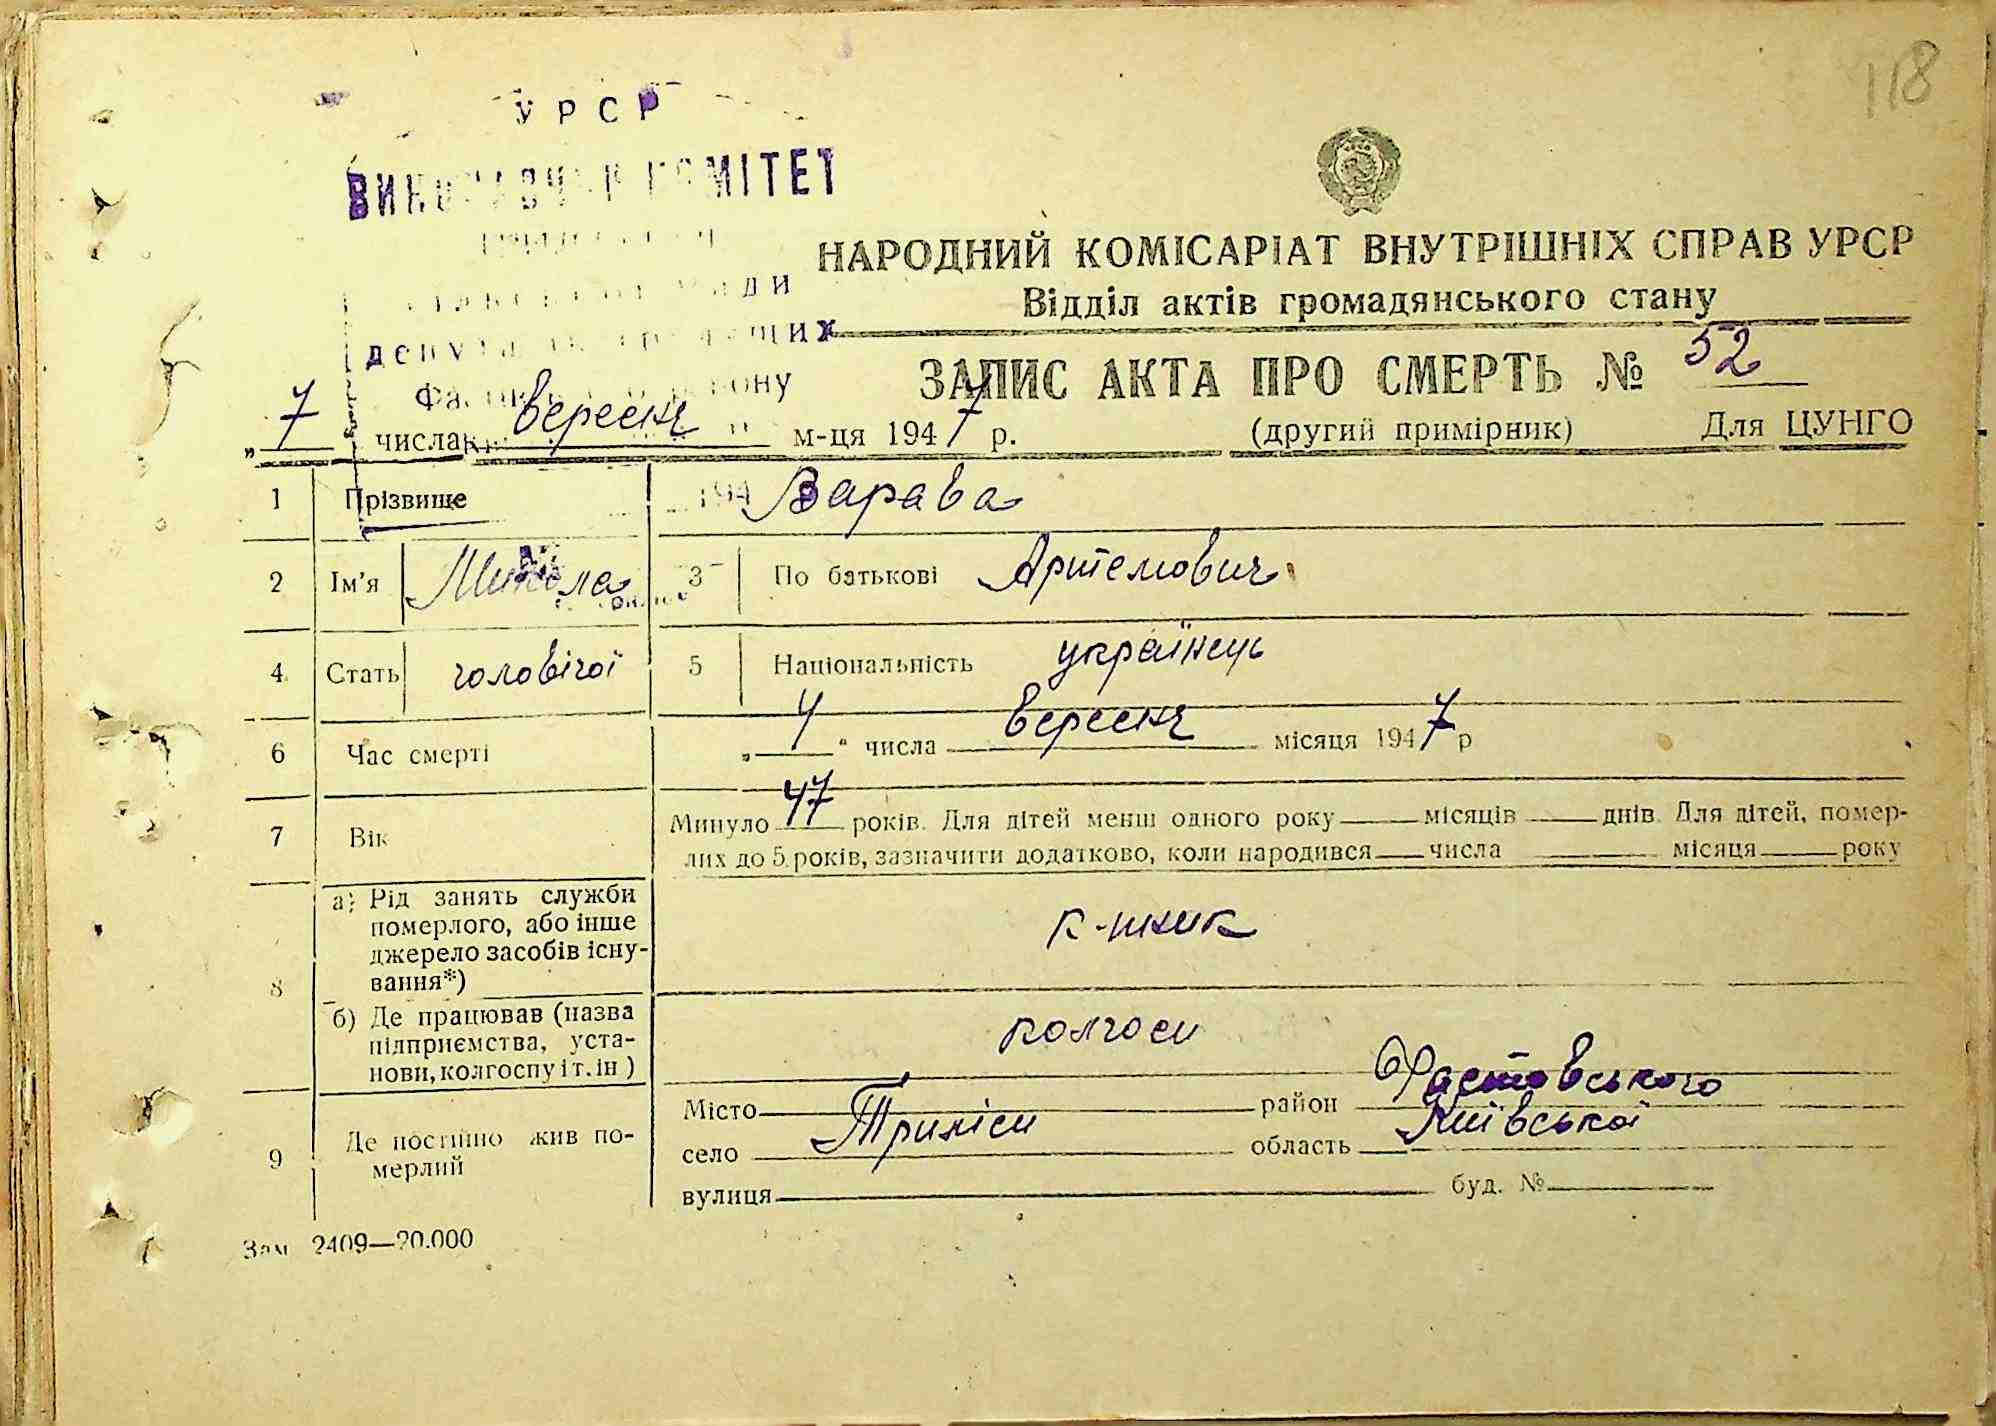 118
УРСР
ВИКОНАВЧИЙ КОМІТЕТ
НАРОДНИЙ КОМІСАРІАТ ВНУТРІШНІХ СПРАВ УРСР
Відділ актів громадянського стану
ЗАПИС АКТА ПРО СМЕРТЬ № 52
„7 числа вересня м-ця 1947 р. (другий примірник) Для ЦУНГО
1 Прізвище Варава
2 Ім'я Микола 3 По батькові Артемович
4 Стать чоловічої 5 Національність українець
6 Час смерті „4“ числа вересня місяця 1947 р
7 Вік Минуло 47 років. Для дітей менш одного року місяців днів. Для дітей, помер-
лих до 5 років, зазначити додатково, коли народився числа місяця року
8 а) Рід занять служби
померлого, або інше
джерело засобів існу-
вання*) к-шник
б) Де працював (назва
підприємства, уста-
нови, колгоспу і т. ін) колгосп
9 Де постійно жив по-
мерлий
Місто район Фастовського
село Триліси область Київської
вулиця буд. №
Зам 2409—20.000